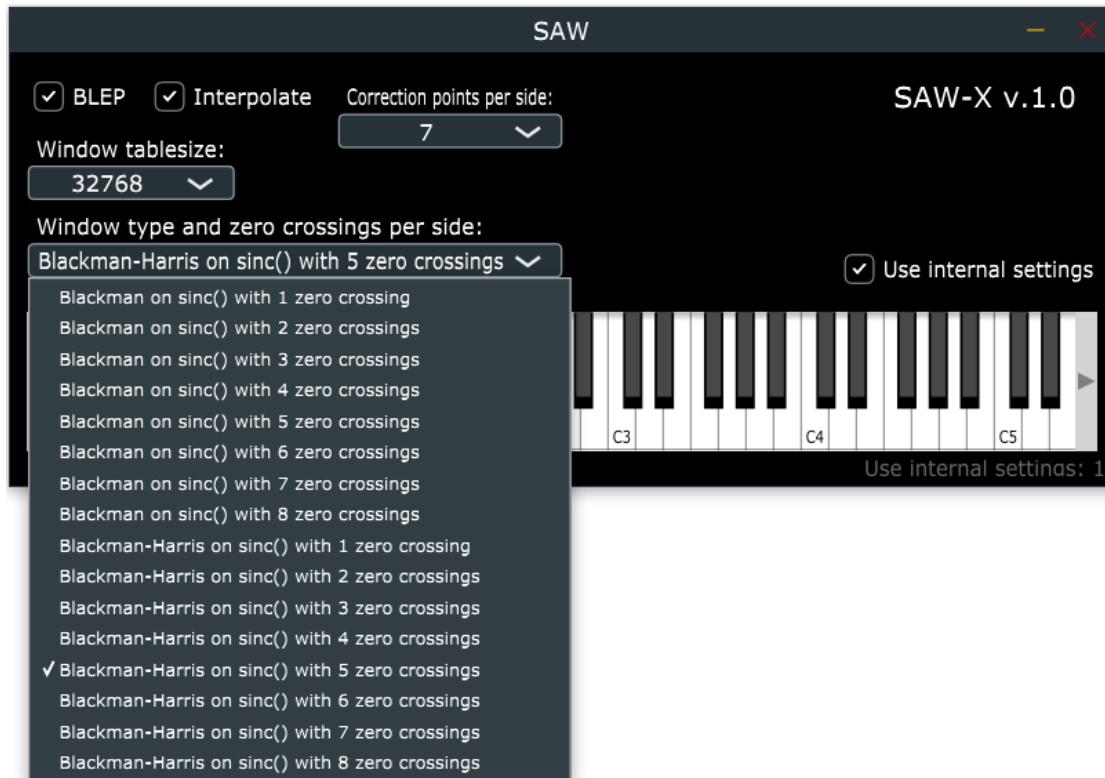 SAW
BLEP Interpolate Correction points per side: SAW-X v.1.0
7
Window tablesize:
32768
Window type and zero crossings per side:
Blackman-Harris on sinc() with 5 zero crossings
Use internal settings
Blackman on sinc() with 1 zero crossing
Blackman on sinc() with 2 zero crossings
Blackman on sinc() with 3 zero crossings
Blackman on sinc() with 4 zero crossings
Blackman on sinc() with 5 zero crossings
Blackman on sinc() with 6 zero crossings
Blackman on sinc() with 7 zero crossings
Blackman on sinc() with 8 zero crossings
Blackman-Harris on sinc() with 1 zero crossing
Blackman-Harris on sinc() with 2 zero crossings
Blackman-Harris on sinc() with 3 zero crossings
Blackman-Harris on sinc() with 4 zero crossings
Blackman-Harris on sinc() with 5 zero crossings
Blackman-Harris on sinc() with 6 zero crossings
Blackman-Harris on sinc() with 7 zero crossings
Blackman-Harris on sinc() with 8 zero crossings
C3 C4 C5
Use internal settings: 1